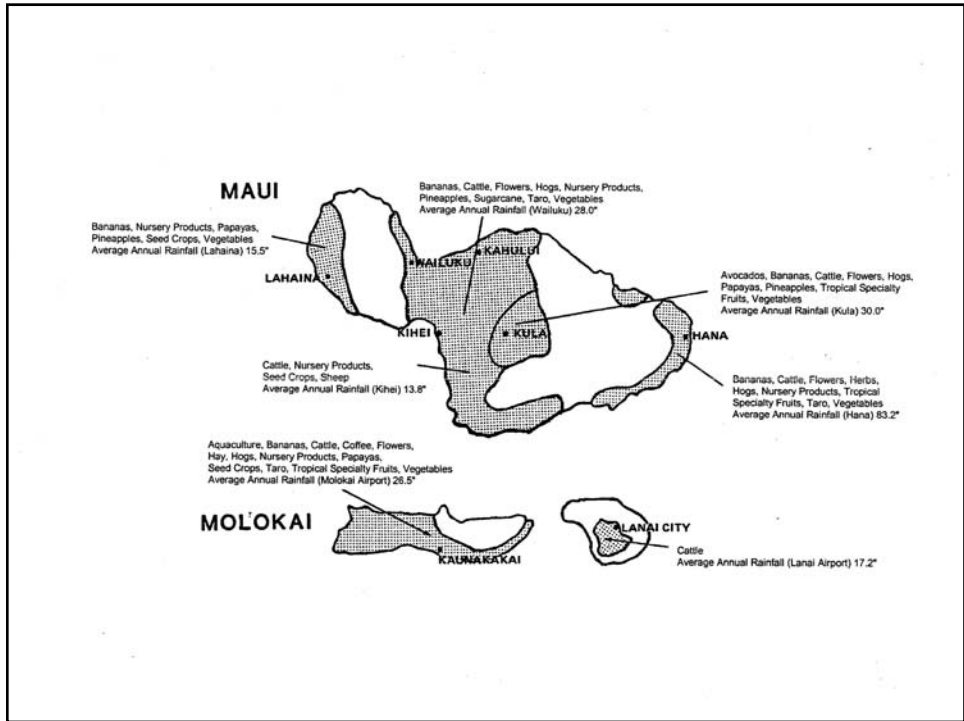 MAUI
Bananas, Cattle, Flowers, Hogs, Nursery Products,
Pineapples, Sugarcane, Taro, Vegetables
Average Annual Rainfall (Wailuku) 28.0"
Bananas, Nursery Products, Papayas,
Pineapples, Seed Crops, Vegetables
Average Annual Rainfall (Lahaina) 15.5"
KAHULUI
WAILUKU
LAHAINA
Avocados, Bananas, Cattle, Flowers, Hogs,
Papayas, Pineapples, Tropical Specialty
Fruits, Vegetables
Average Annual Rainfall (Kula) 30.0"
KIHEI
KULA
HANA
Cattle, Nursery Products,
Seed Crops, Sheep
Average Annual Rainfall (Kihei) 13.8"
Bananas, Cattle, Flowers, Herbs,
Hogs, Nursery Products, Tropical
Specialty Fruits, Taro, Vegetables
Average Annual Rainfall (Hana) 83.2"
Aquaculture, Bananas, Cattle, Coffee, Flowers,
Hay, Hogs, Nursery Products, Papayas,
Seed Crops, Taro, Tropical Specialty Fruits, Vegetables
Average Annual Rainfall (Molokai Airport) 26.5"
MOLOKAI
KAUNAKAKAI
LANAI CITY
Cattle
Average Annual Rainfall (Lanai Airport) 17.2"